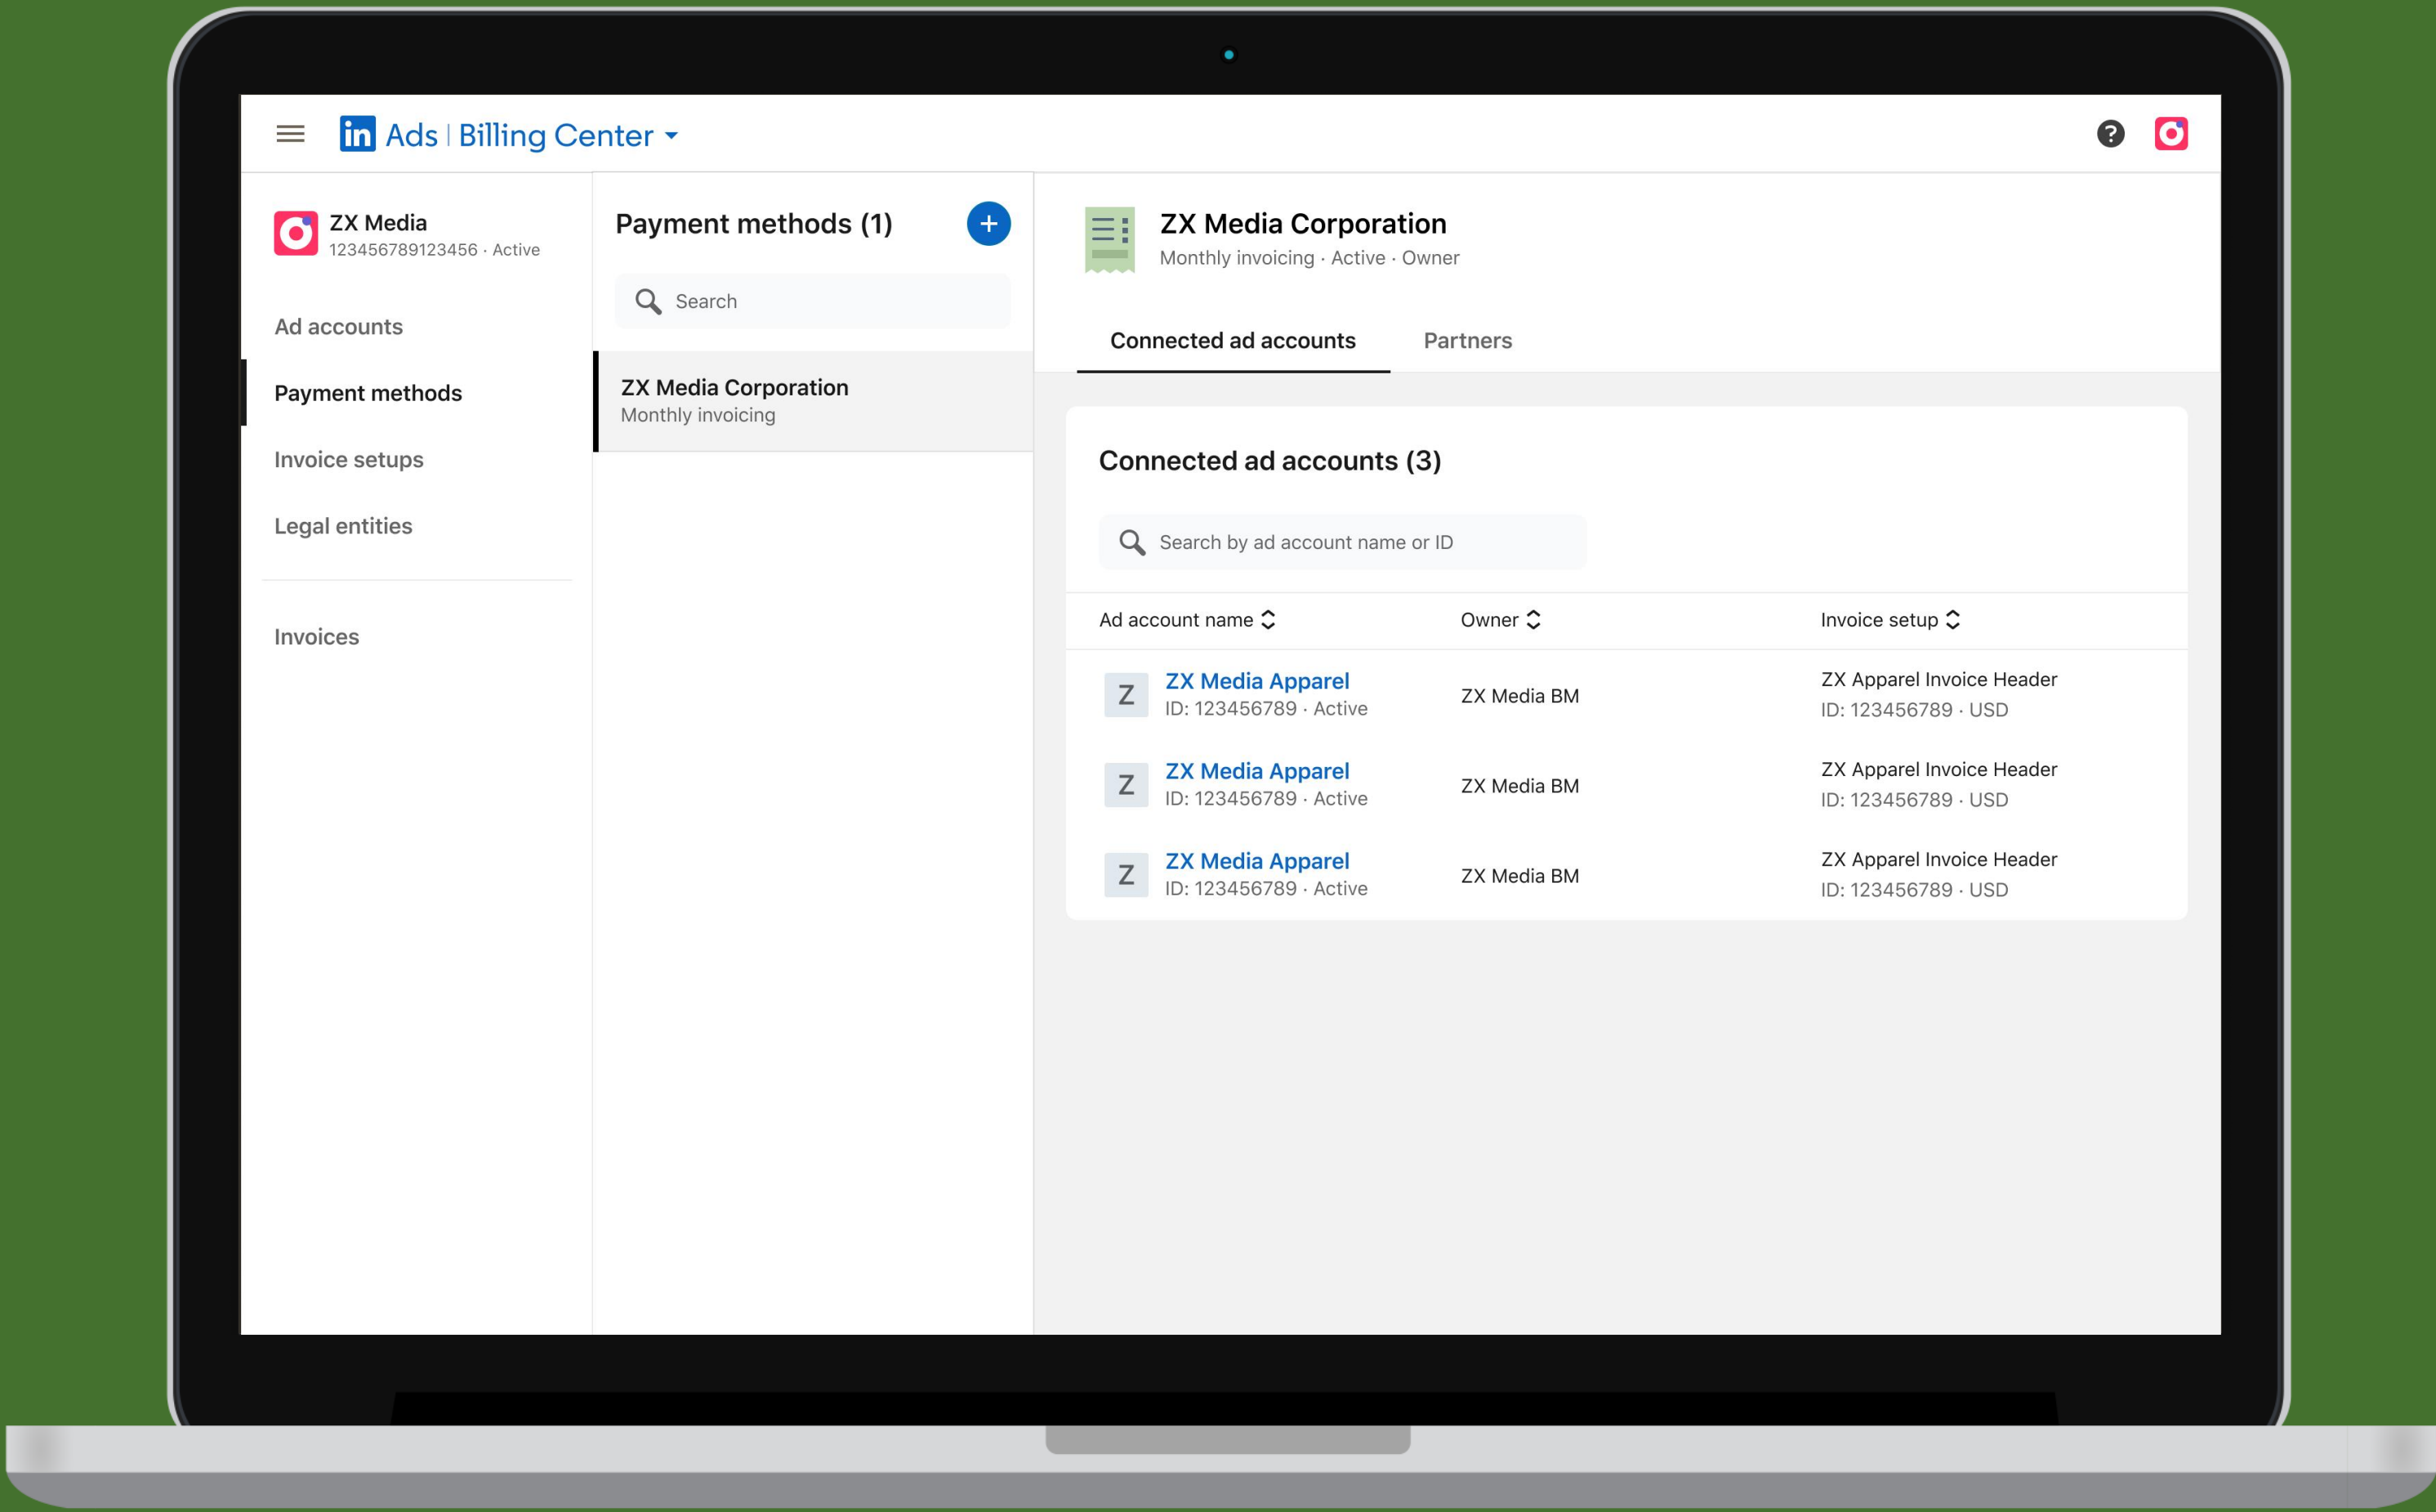 in Ads | Billing Center
ZX Media
123456789123456 · Active
Ad accounts
Payment methods
Invoice setups
Legal entities
Invoices
Payment methods (1)
Search
ZX Media Corporation
Monthly invoicing
ZX Media Corporation
Monthly invoicing · Active · Owner
Connected ad accounts Partners
Connected ad accounts (3)
Search by ad account name or ID
Ad account name Owner Invoice setup
ZX Media Apparel
ID: 123456789 · Active
ZX Media BM
ZX Apparel Invoice Header
ID: 123456789 · USD
ZX Media Apparel
ID: 123456789 · Active
ZX Media BM
ZX Apparel Invoice Header
ID: 123456789 · USD
ZX Media Apparel
ID: 123456789 · Active
ZX Media BM
ZX Apparel Invoice Header
ID: 123456789 · USD
Z
Z
Z